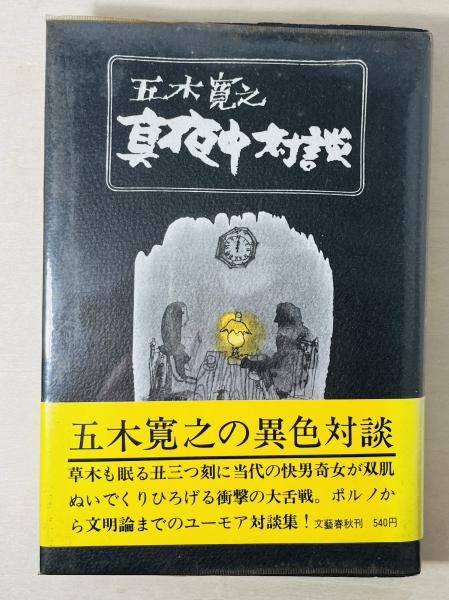 五木寛之
真夜中対談
五木寛之の異色対談
草木も眠る丑三つ刻に当代の快男奇女が双肌
ぬいでくりひろげる衝撃の大舌戦。ポルノか
ら文明論までのユーモア対談集！文藝春秋刊 540円